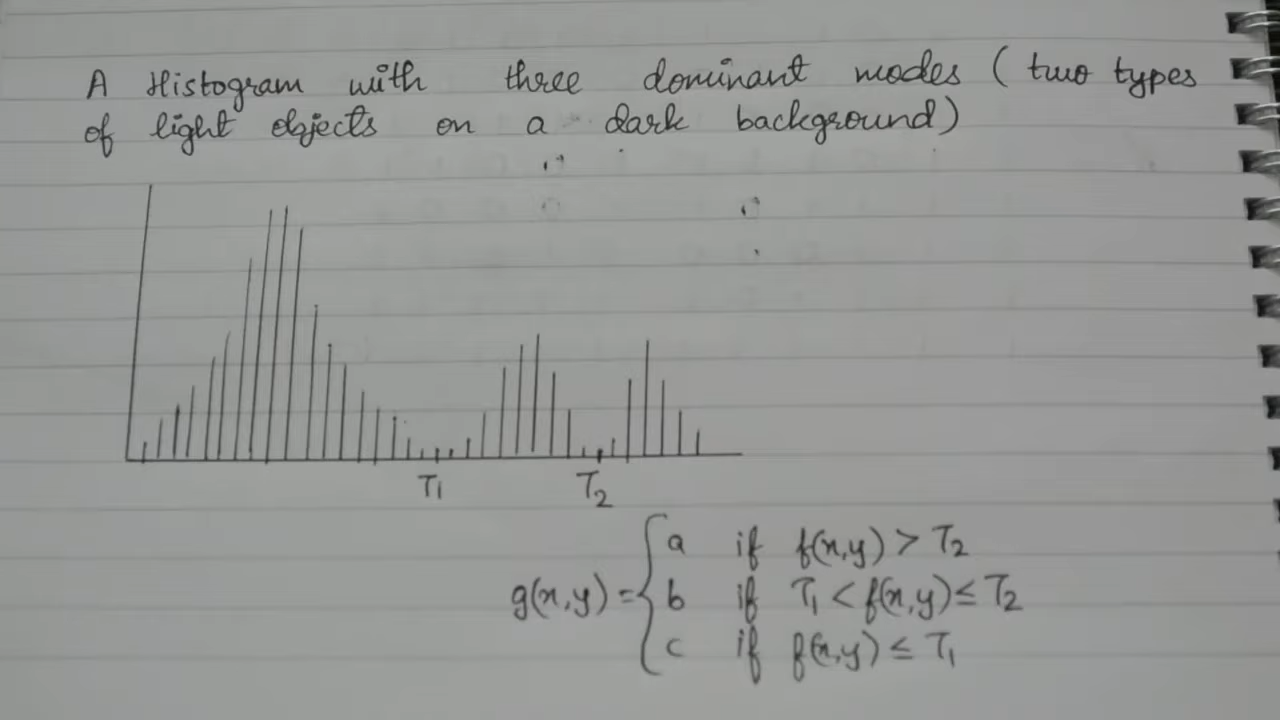 A Histogram with three dominant modes ( two types
of light objects on a dark background)
T1 T2
g(x,y) = { a if f(x,y) > T2
b if T1 < f(x,y) ≤ T2
c if f(x,y) ≤ T1